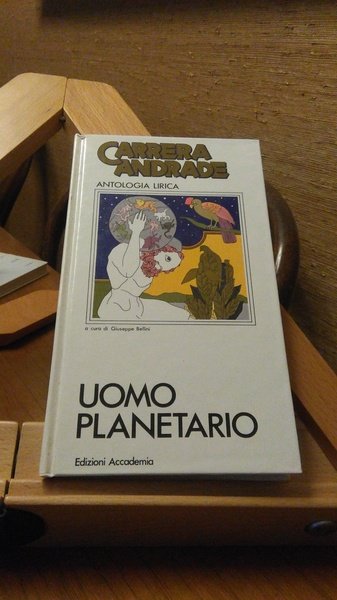 CARRERA
ANDRADE
ANTOLOGIA LIRICA
a cura di Giuseppe Bellini
UOMO
PLANETARIO
Edizioni Accademia